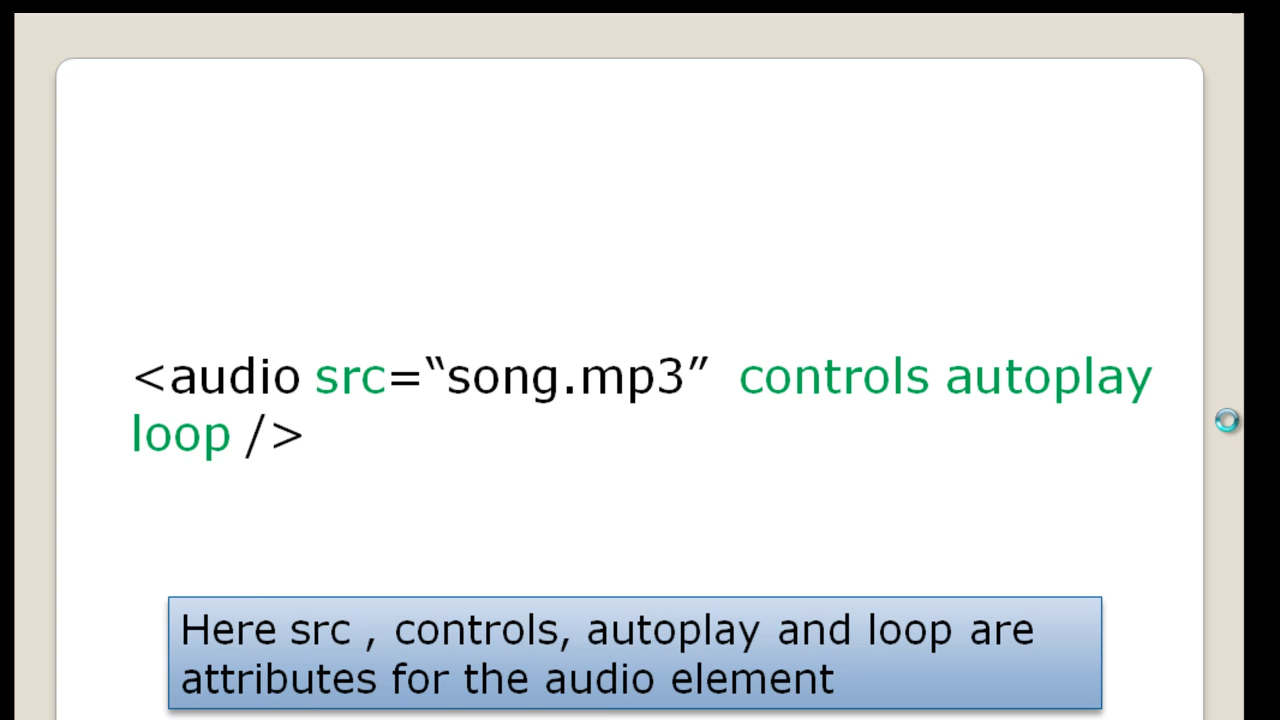 <audio src=“song.mp3”  controls autoplay
loop />
Here src , controls, autoplay and loop are
attributes for the audio element